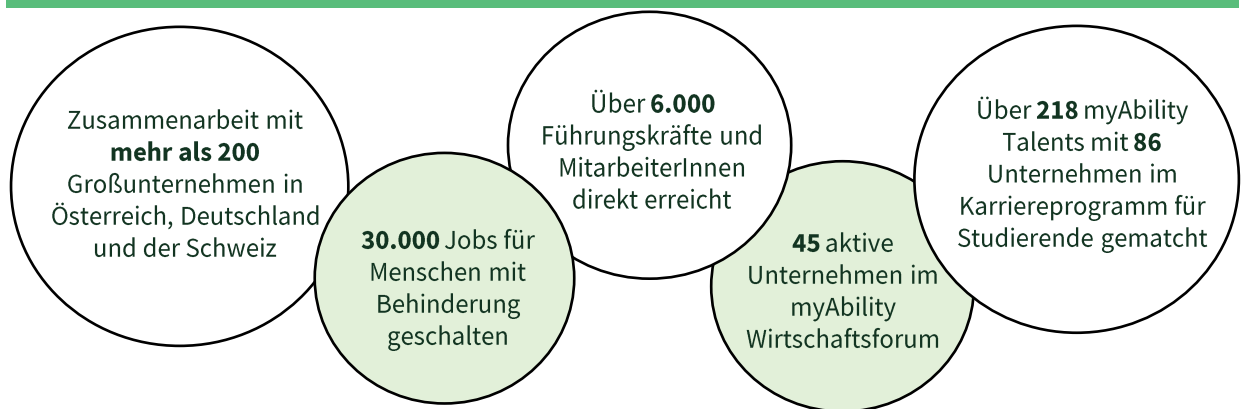 Zusammenarbeit mit
mehr als 200
Großunternehmen in
Österreich, Deutschland
und der Schweiz
30.000 Jobs für
Menschen mit
Behinderung
geschalten
Über 6.000
Führungskräfte und
MitarbeiterInnen
direkt erreicht
45 aktive
Unternehmen im
myAbility
Wirtschaftsforum
Über 218 myAbility
Talents mit 86
Unternehmen im
Karriereprogramm für
Studierende gematcht